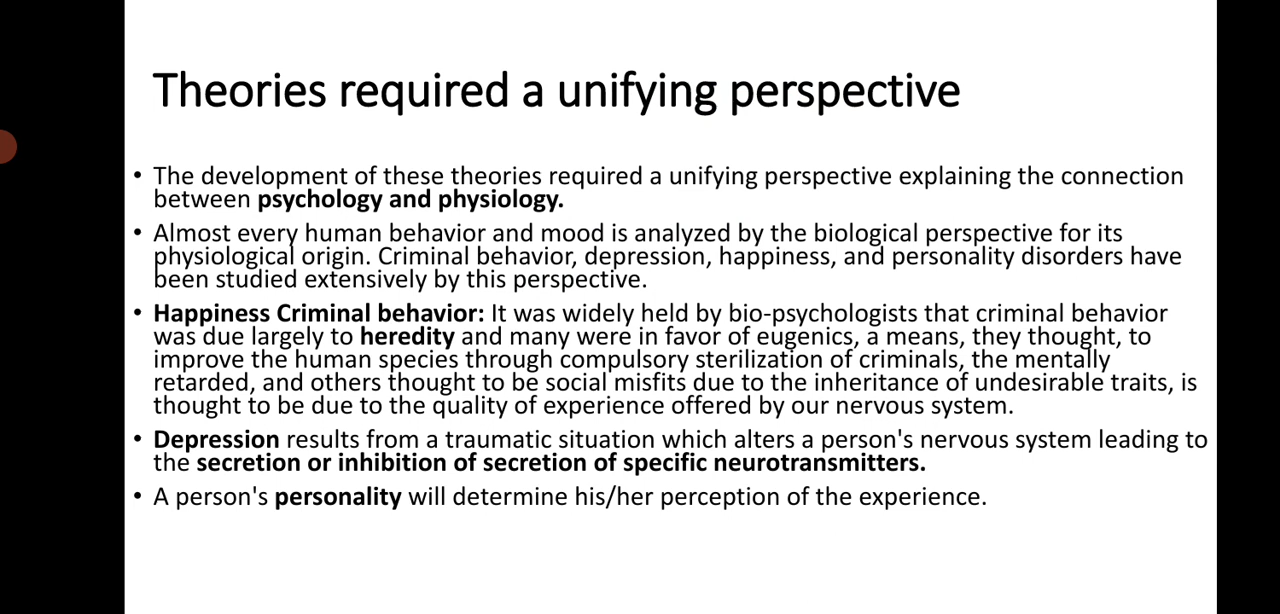 Theories required a unifying perspective
• The development of these theories required a unifying perspective explaining the connection
between psychology and physiology.
• Almost every human behavior and mood is analyzed by the biological perspective for its
physiological origin. Criminal behavior, depression, happiness, and personality disorders have
been studied extensively by this perspective.
• Happiness Criminal behavior: It was widely held by bio-psychologists that criminal behavior
was due largely to heredity and many were in favor of eugenics, a means, they thought, to
improve the human species through compulsory sterilization of criminals, the mentally
retarded, and others thought to be social misfits due to the inheritance of undesirable traits, is
thought to be due to the quality of experience offered by our nervous system.
• Depression results from a traumatic situation which alters a person's nervous system leading to
the secretion or inhibition of secretion of specific neurotransmitters.
• A person's personality will determine his/her perception of the experience.